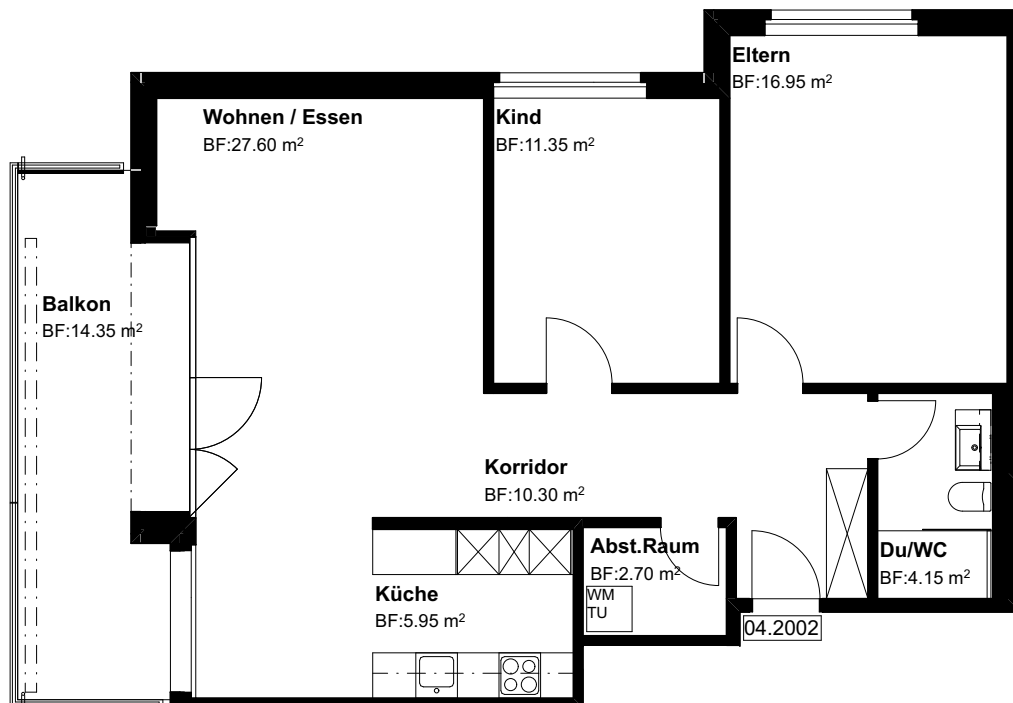 Eltern
BF:16.95 m²
Wohnen / Essen
BF:27.60 m²
Kind
BF:11.35 m²
Balkon
BF:14.35 m²
Korridor
BF:10.30 m²
Abst.Raum
BF:2.70 m²
WM
TU
Du/WC
BF:4.15 m²
Küche
BF:5.95 m²
04.2002